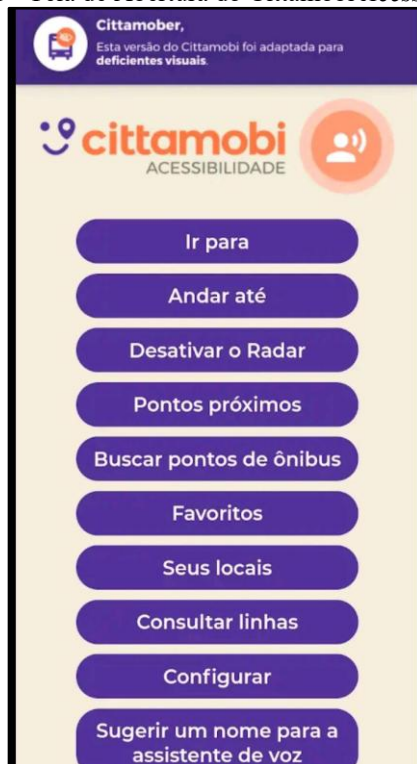 Cittamober,
Esta versão do Cittamobi foi adaptada para
deficientes visuais.
cittamobi
ACESSIBILIDADE
Ir para
Andar até
Desativar o Radar
Pontos próximos
Buscar pontos de ônibus
Favoritos
Seus locais
Consultar linhas
Configurar
Sugerir um nome para a
assistente de voz